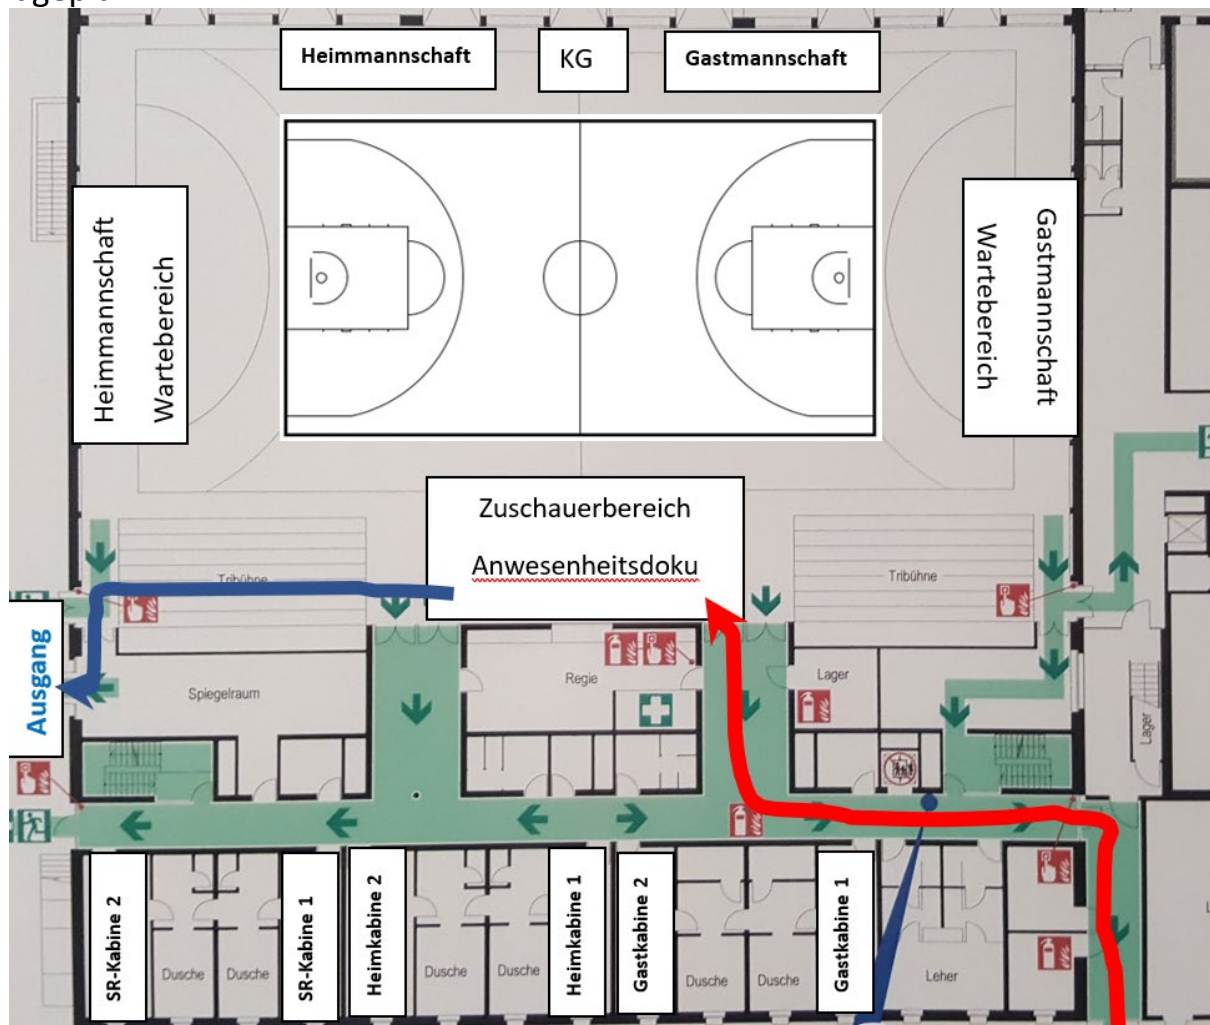 Heimmannschaft
KG
Gastmannschaft
Heimmannschaft
Wartebereich
Gastmannschaft
Wartebereich
Zuschauerbereich
Anwesenheitsdoku
Tribühne
Tribühne
Ausgang
Spiegelraum
Regie
Lager
Lager
SR-Kabine 2
Dusche
Dusche
SR-Kabine 1
Heimkabine 2
Dusche
Dusche
Heimkabine 1
Gastkabine 2
Dusche
Dusche
Gastkabine 1
Leher